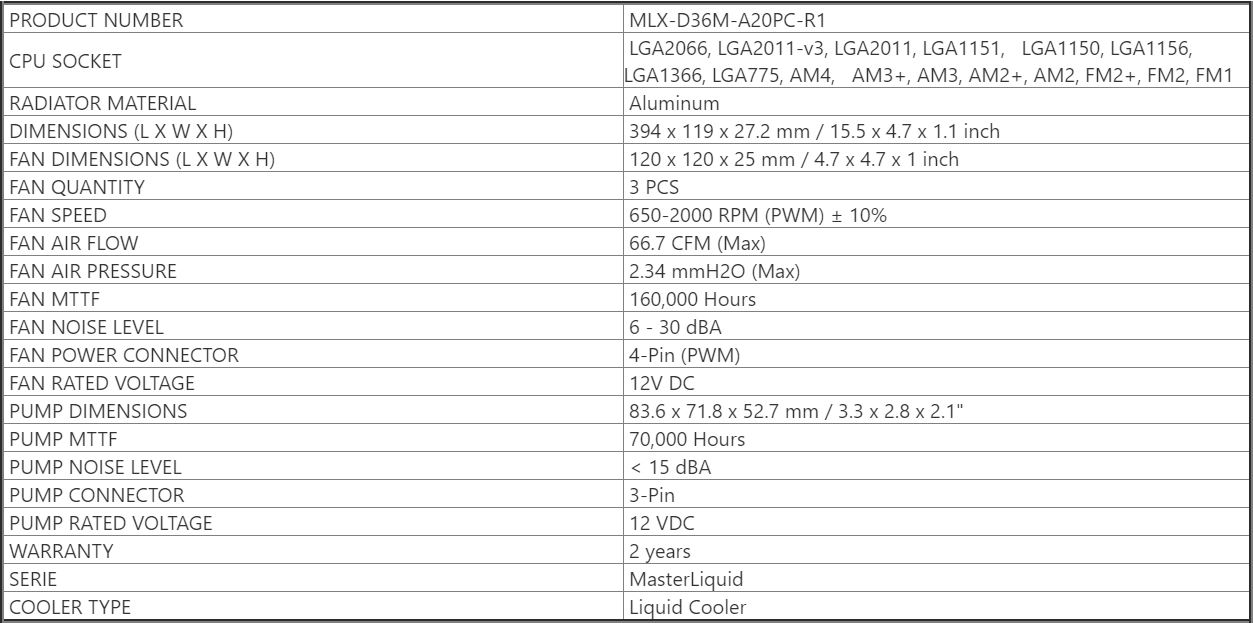 PRODUCT NUMBER MLX-D36M-A20PC-R1
CPU SOCKET LGA2066, LGA2011-v3, LGA2011, LGA1151, LGA1150, LGA1156,
LGA1366, LGA775, AM4, AM3+, AM3, AM2+, AM2, FM2+, FM2, FM1
RADIATOR MATERIAL Aluminum
DIMENSIONS (L X W X H) 394 x 119 x 27.2 mm / 15.5 x 4.7 x 1.1 inch
FAN DIMENSIONS (L X W X H) 120 x 120 x 25 mm / 4.7 x 4.7 x 1 inch
FAN QUANTITY 3 PCS
FAN SPEED 650-2000 RPM (PWM) ± 10%
FAN AIR FLOW 66.7 CFM (Max)
FAN AIR PRESSURE 2.34 mmH2O (Max)
FAN MTTF 160,000 Hours
FAN NOISE LEVEL 6 - 30 dBA
FAN POWER CONNECTOR 4-Pin (PWM)
FAN RATED VOLTAGE 12V DC
PUMP DIMENSIONS 83.6 x 71.8 x 52.7 mm / 3.3 x 2.8 x 2.1"
PUMP MTTF 70,000 Hours
PUMP NOISE LEVEL < 15 dBA
PUMP CONNECTOR 3-Pin
PUMP RATED VOLTAGE 12 VDC
WARRANTY 2 years
SERIE MasterLiquid
COOLER TYPE Liquid Cooler